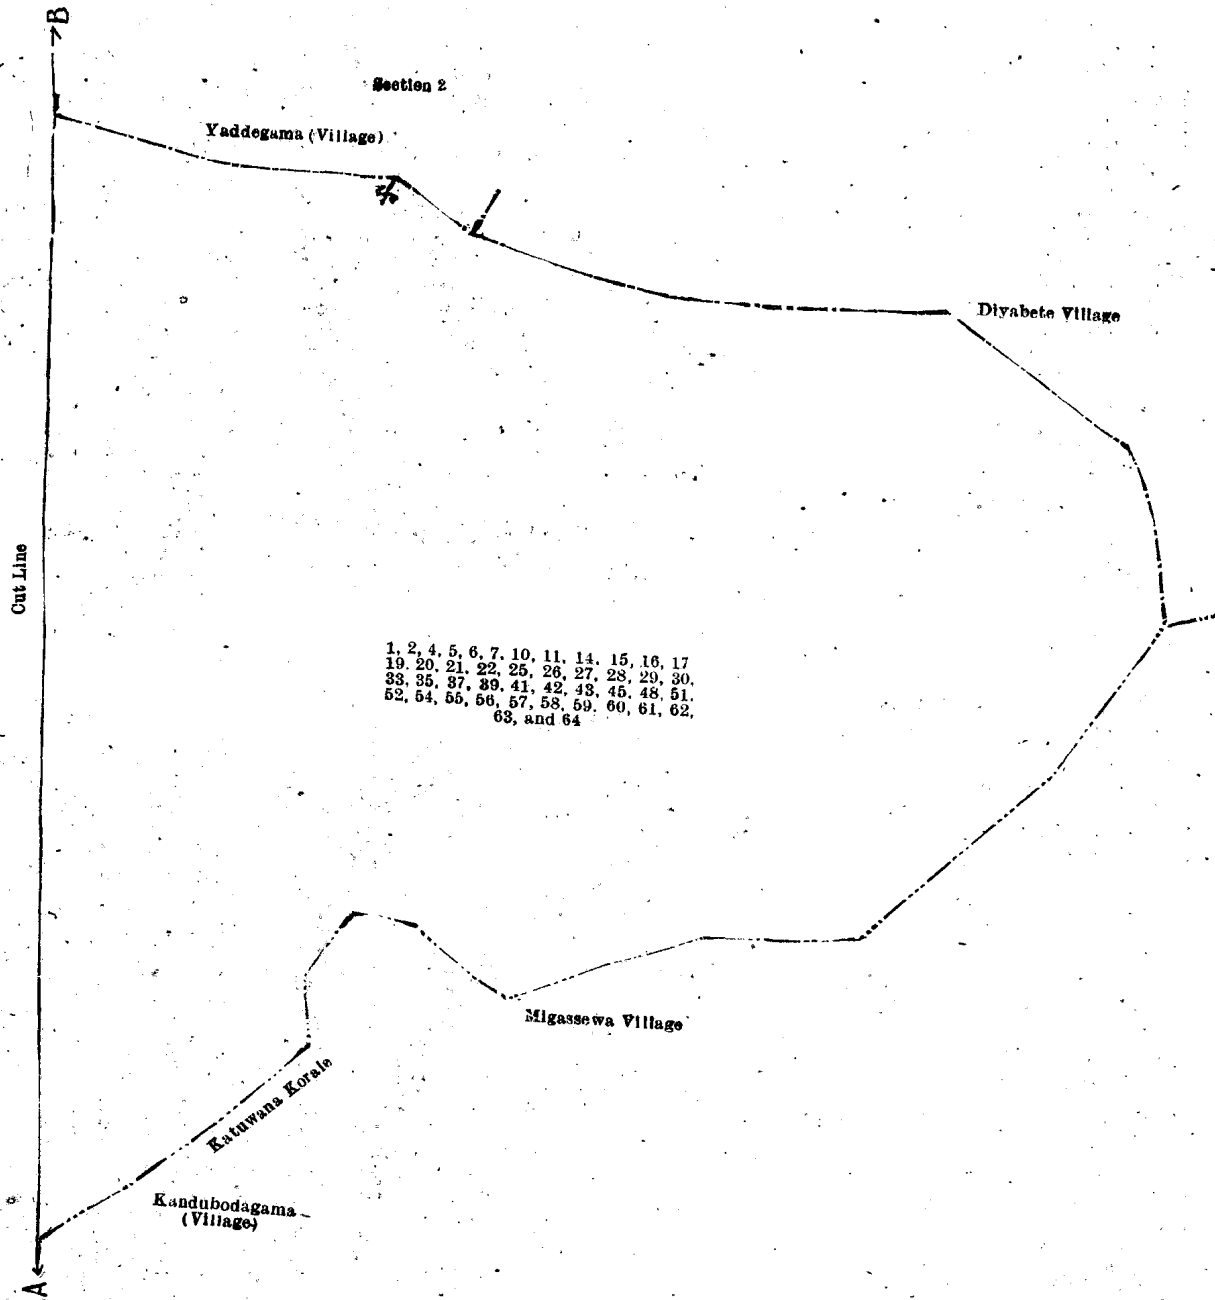 B
Section 2
Yaddegama (Village)
Diyabete Village
Cut Line
1, 2, 4, 5, 6, 7, 10, 11, 14, 15, 16, 17
19, 20, 21, 22, 25, 26, 27, 28, 29, 30,
33, 35, 37, 39, 41, 42, 43, 45, 48, 51,
52, 54, 55, 56, 57, 58, 59, 60, 61, 62,
63, and 64
Migassewa Village
Katuwana Korale
Kandubodagama
(Village)
A